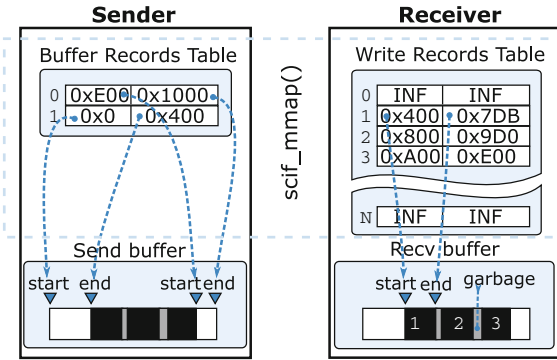 Sender
Receiver
Buffer Records Table
0 0xE00 0x1000
1 0x0 0x400
scif_mmap()
Write Records Table
0 INF INF
1 0x400 0x7DB
2 0x800 0x9D0
3 0xA00 0xE00
N INF INF
Send buffer
start end start end
Recv buffer
start end garbage
1 2 3